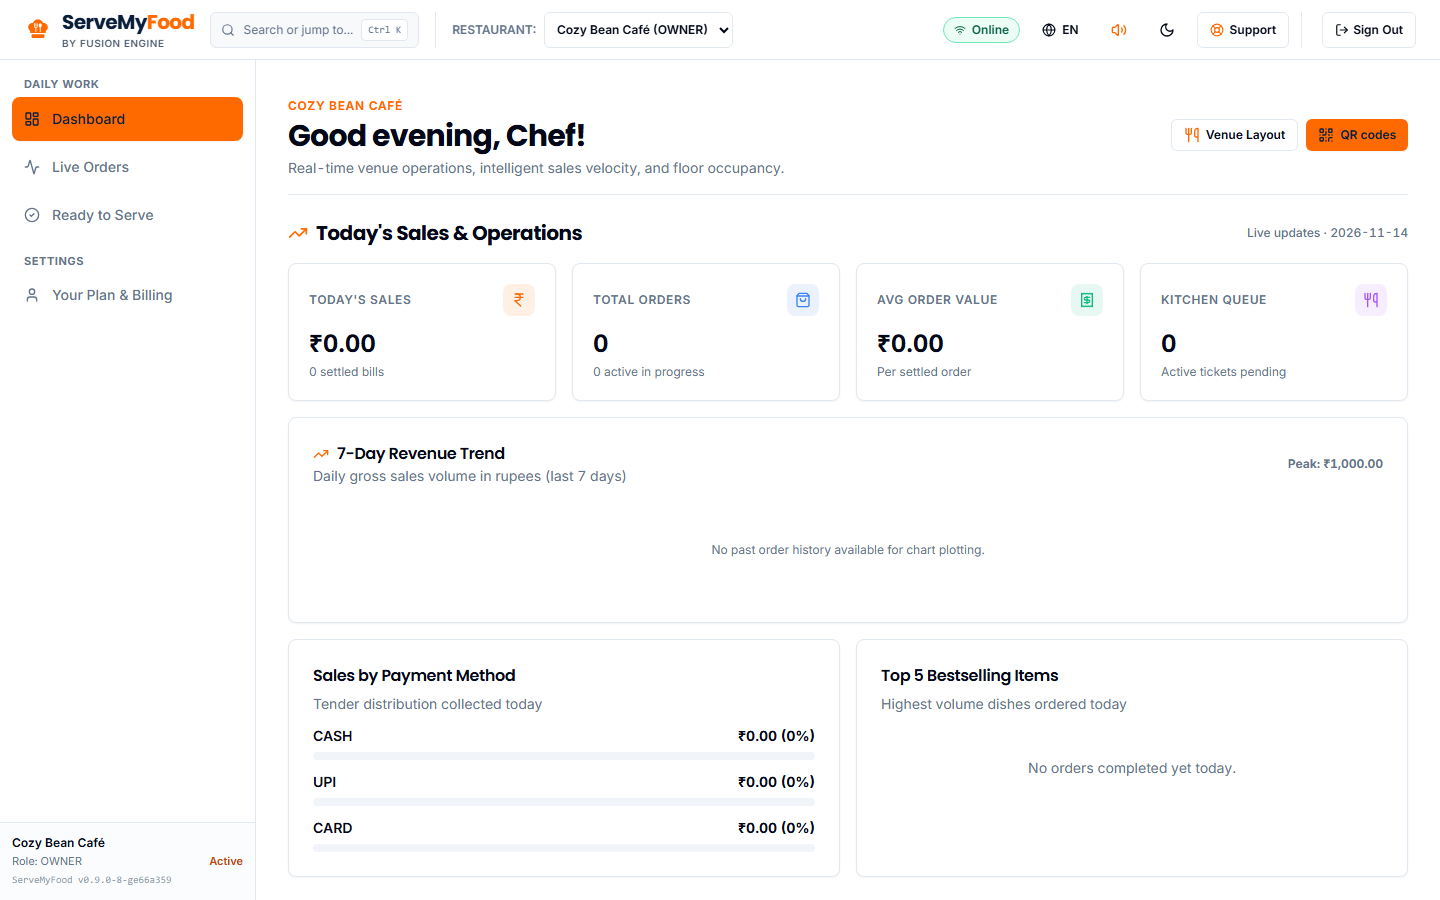 ServeMyFood
BY FUSION ENGINE
Search or jump to... Ctrl K
RESTAURANT: Cozy Bean Café (OWNER)
Online
EN
Support
Sign Out
DAILY WORK
Dashboard
Live Orders
Ready to Serve
SETTINGS
Your Plan & Billing
Cozy Bean Café
Role: OWNER Active
ServeMyFood v0.9.0-8-ge66a359
COZY BEAN CAFÉ
Good evening, Chef!
Real-time venue operations, intelligent sales velocity, and floor occupancy.
Venue Layout
QR codes
Today's Sales & Operations
Live updates · 2026-11-14
TODAY'S SALES
₹0.00
0 settled bills
TOTAL ORDERS
0
0 active in progress
AVG ORDER VALUE
₹0.00
Per settled order
KITCHEN QUEUE
0
Active tickets pending
7-Day Revenue Trend
Daily gross sales volume in rupees (last 7 days)
Peak: ₹1,000.00
No past order history available for chart plotting.
Sales by Payment Method
Tender distribution collected today
CASH ₹0.00 (0%)
UPI ₹0.00 (0%)
CARD ₹0.00 (0%)
Top 5 Bestselling Items
Highest volume dishes ordered today
No orders completed yet today.